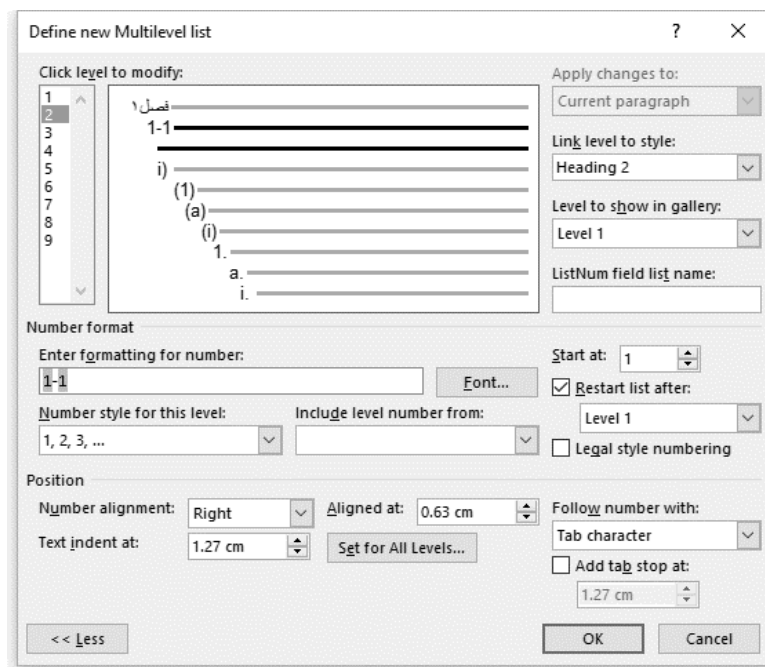 Define new Multilevel list
?
Click level to modify:
1
2
3
4
5
6
7
8
9
فصل ۱
1-1
i)
(1)
(a)
(i)
1.
a.
i.
Apply changes to:
Current paragraph
Link level to style:
Heading 2
Level to show in gallery:
Level 1
ListNum field list name:
Number format
Enter formatting for number:
1-1
Font...
Number style for this level:
1, 2, 3, ...
Include level number from:
Start at:
1
Restart list after:
Level 1
Legal style numbering
Position
Number alignment:
Right
Aligned at:
0.63 cm
Text indent at:
1.27 cm
Set for All Levels...
Follow number with:
Tab character
Add tab stop at:
1.27 cm
<< Less
OK
Cancel